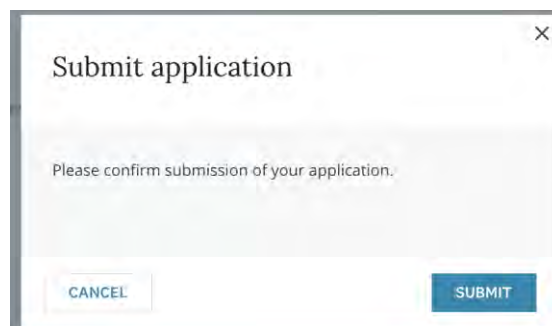 Submit application
Please confirm submission of your application.
CANCEL
SUBMIT